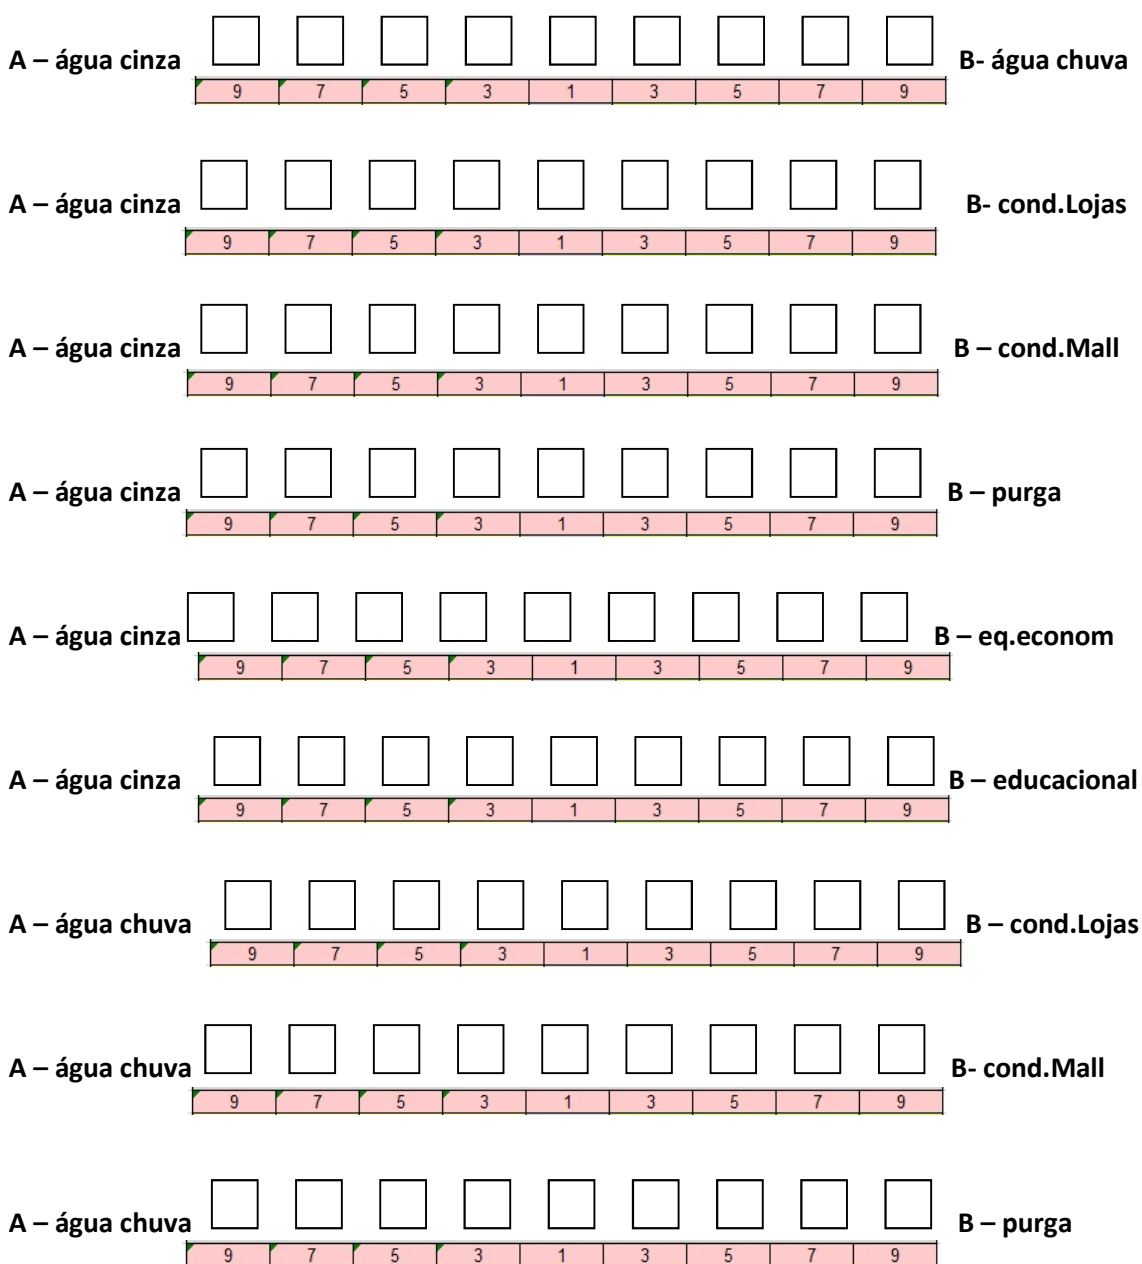 A – água cinza B- água chuva
9 7 5 3 1 3 5 7 9
A – água cinza B- cond.Lojas
9 7 5 3 1 3 5 7 9
A – água cinza B – cond.Mall
9 7 5 3 1 3 5 7 9
A – água cinza B – purga
9 7 5 3 1 3 5 7 9
A – água cinza B – eq.econom
9 7 5 3 1 3 5 7 9
A – água cinza B – educacional
9 7 5 3 1 3 5 7 9
A – água chuva B – cond.Lojas
9 7 5 3 1 3 5 7 9
A – água chuva B- cond.Mall
9 7 5 3 1 3 5 7 9
A – água chuva B – purga
9 7 5 3 1 3 5 7 9